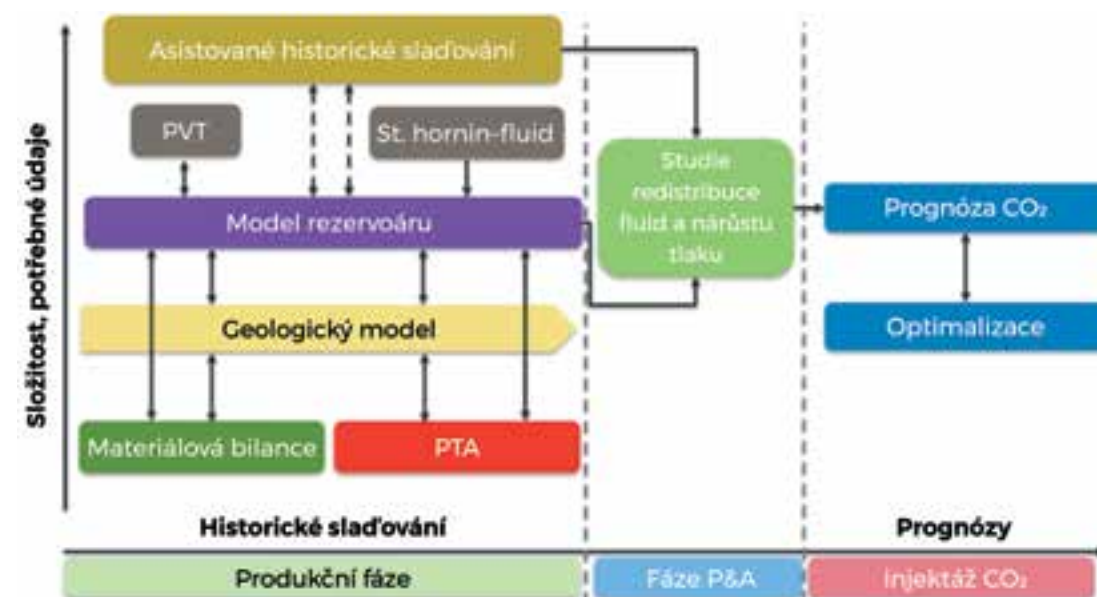 Složitost, potřebné údaje
Asistované historické slaďování
PVT
St. hornin-fluid
Model rezervoáru
Geologický model
Materiálová bilance
PTA
Studie
redistribuce
fluid a nárůstu
tlaku
Prognóza CO₂
Optimalizace
Historické slaďování
Prognózy
Produkční fáze
Fáze P&A
Injektáž CO₂